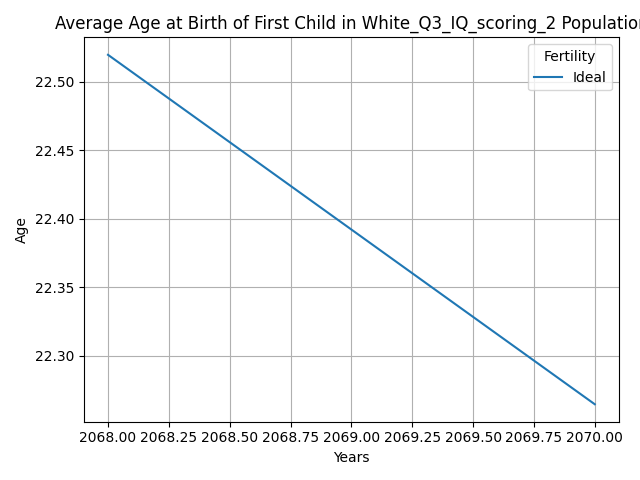 Average Age at Birth of First Child in White_Q3_IQ_scoring_2 Population
Fertility
Ideal
22.50
22.45
22.40
22.35
22.30
Age
2068.00 2068.25 2068.50 2068.75 2069.00 2069.25 2069.50 2069.75 2070.00
Years